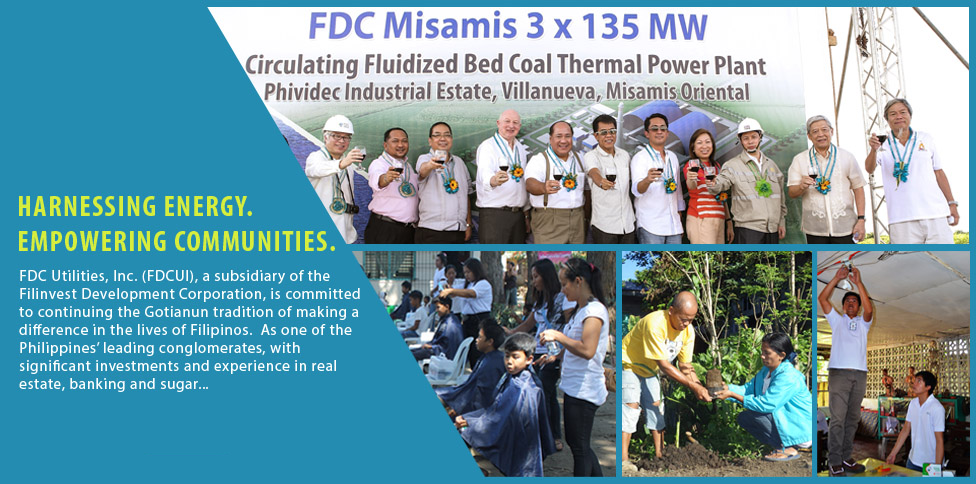 FDC Misamis 3 x 135 MW
Circulating Fluidized Bed Coal Thermal Power Plant
Phividec Industrial Estate, Villanueva, Misamis Oriental
HARNESSING ENERGY.
EMPOWERING COMMUNITIES.
FDC Utilities, Inc. (FDCUI), a subsidiary of the
Filinvest Development Corporation, is committed
to continuing the Gotianun tradition of making a
difference in the lives of Filipinos.  As one of the
Philippines’ leading conglomerates, with
significant investments and experience in real
estate, banking and sugar...